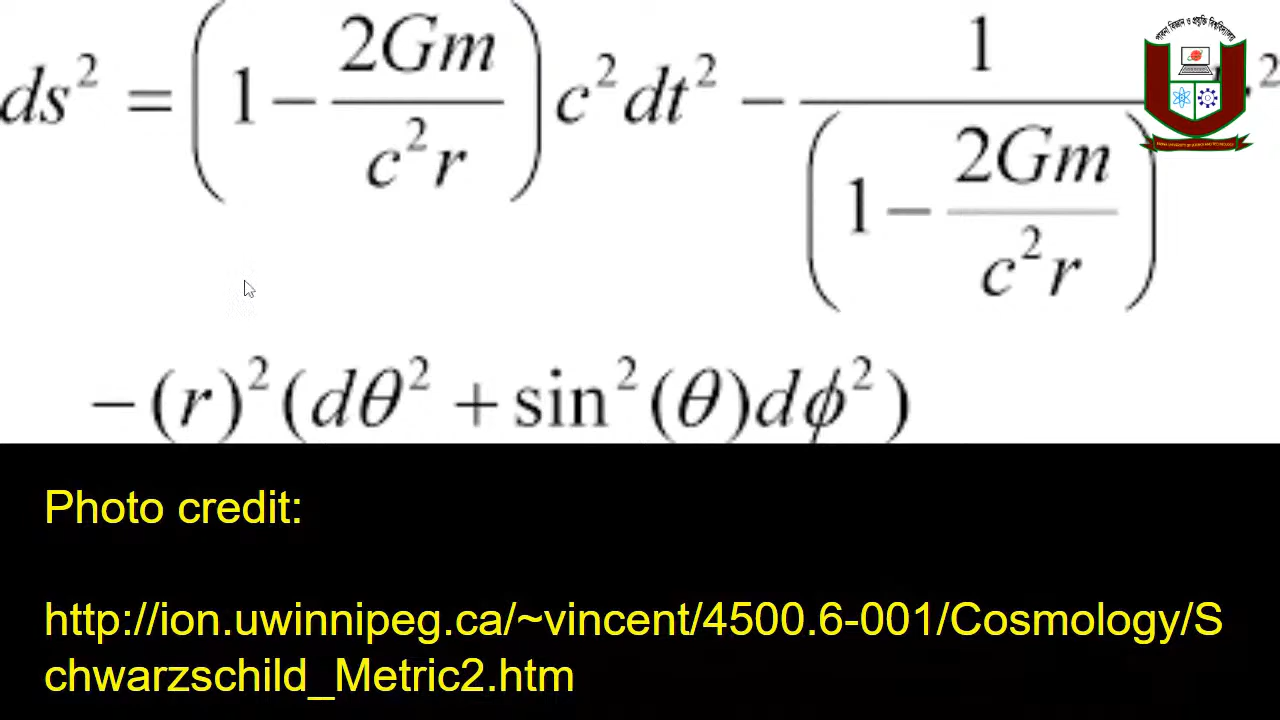 ds² = (1 − 2Gm / c²r) c²dt² − 1 / (1 − 2Gm / c²r) ²
− (r)² (dθ² + sin² (θ)dϕ²)
Photo credit:
http://ion.uwinnipeg.ca/~vincent/4500.6-001/Cosmology/S
chwarzschild_Metric2.htm